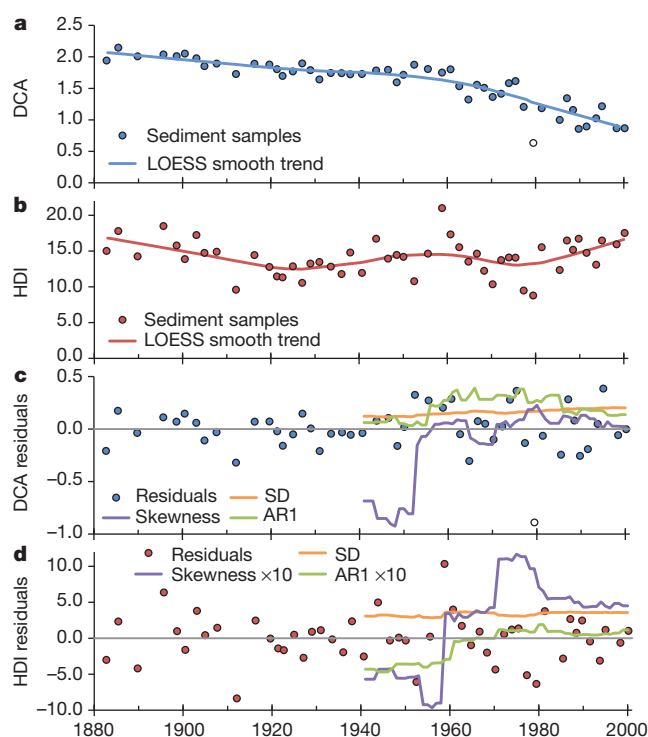 a
2.5
2.0
1.5
1.0
0.5
0.0
DCA
Sediment samples
LOESS smooth trend
b
20.0
15.0
10.0
5.0
0.0
HDI
Sediment samples
LOESS smooth trend
c
0.5
0.0
−0.5
−1.0
DCA residuals
Residuals SD
Skewness AR1
d
10.0
5.0
0.0
−5.0
−10.0
HDI residuals
Residuals SD
Skewness ×10 AR1 ×10
1880 1900 1920 1940 1960 1980 2000